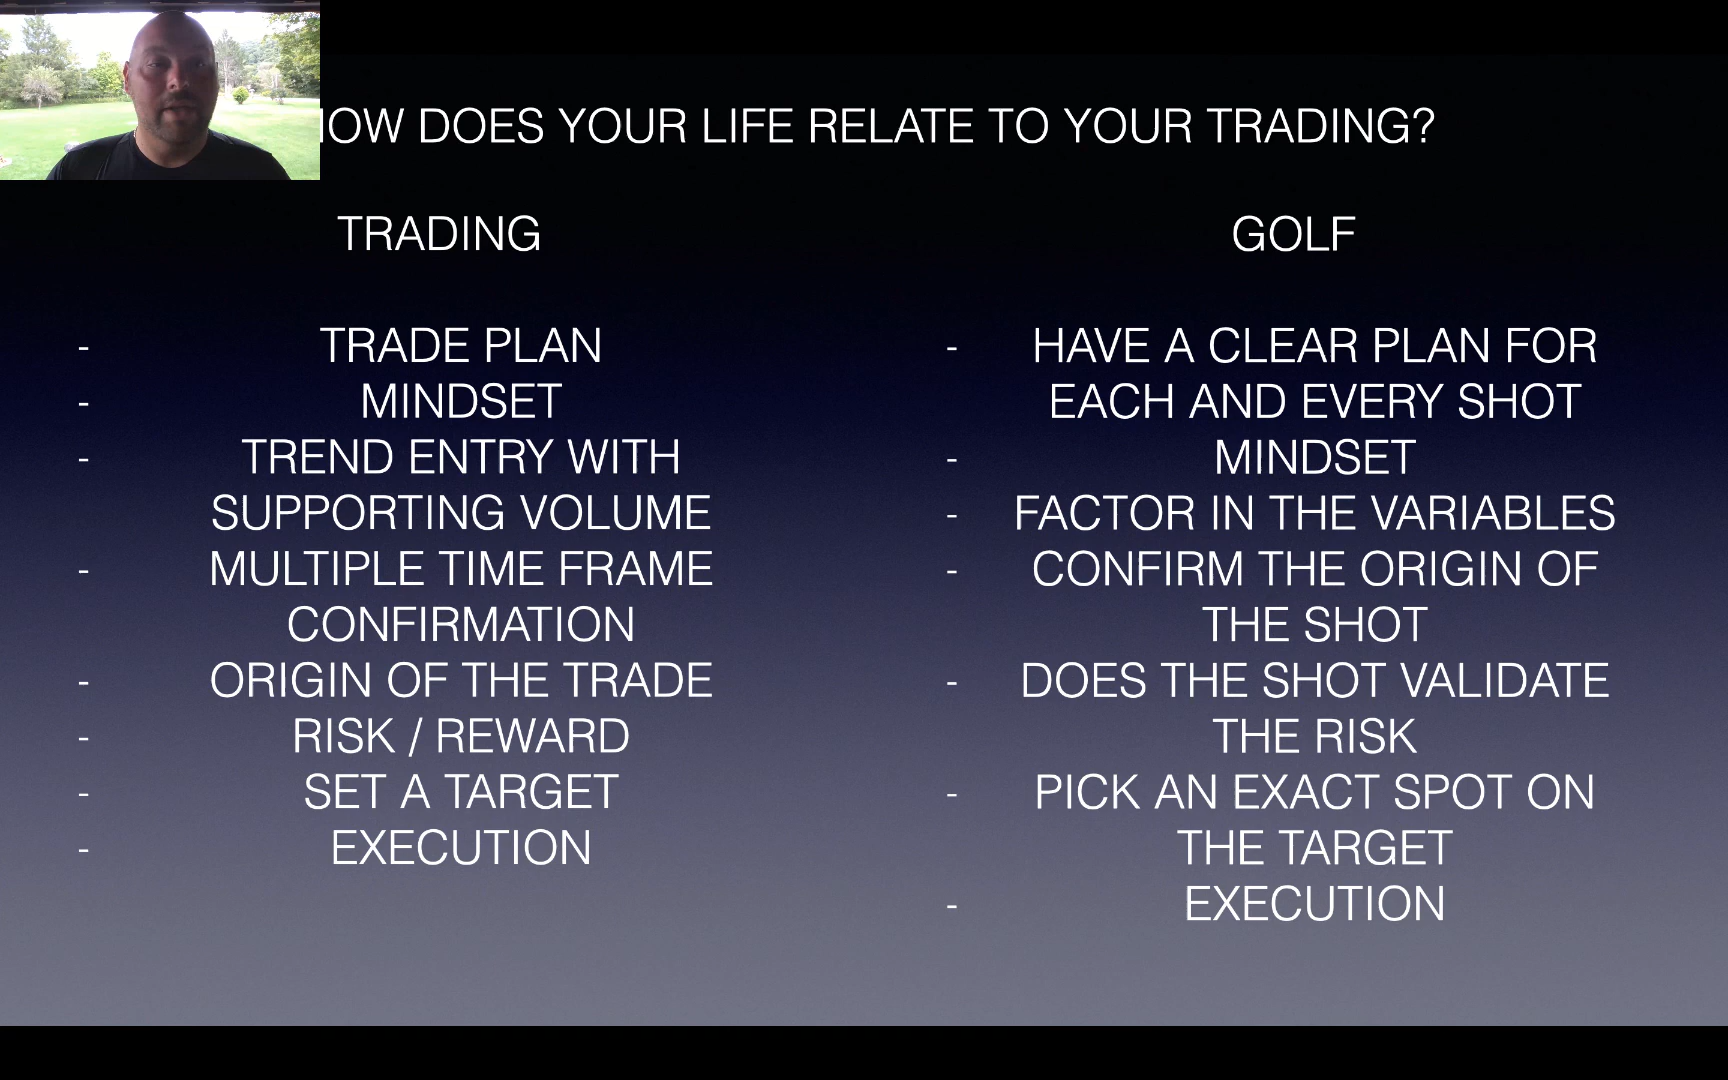 OW DOES YOUR LIFE RELATE TO YOUR TRADING?
TRADING
- TRADE PLAN
- MINDSET
- TREND ENTRY WITH
SUPPORTING VOLUME
- MULTIPLE TIME FRAME
CONFIRMATION
- ORIGIN OF THE TRADE
- RISK / REWARD
- SET A TARGET
- EXECUTION
GOLF
- HAVE A CLEAR PLAN FOR
EACH AND EVERY SHOT
- MINDSET
- FACTOR IN THE VARIABLES
- CONFIRM THE ORIGIN OF
THE SHOT
- DOES THE SHOT VALIDATE
THE RISK
- PICK AN EXACT SPOT ON
THE TARGET
- EXECUTION